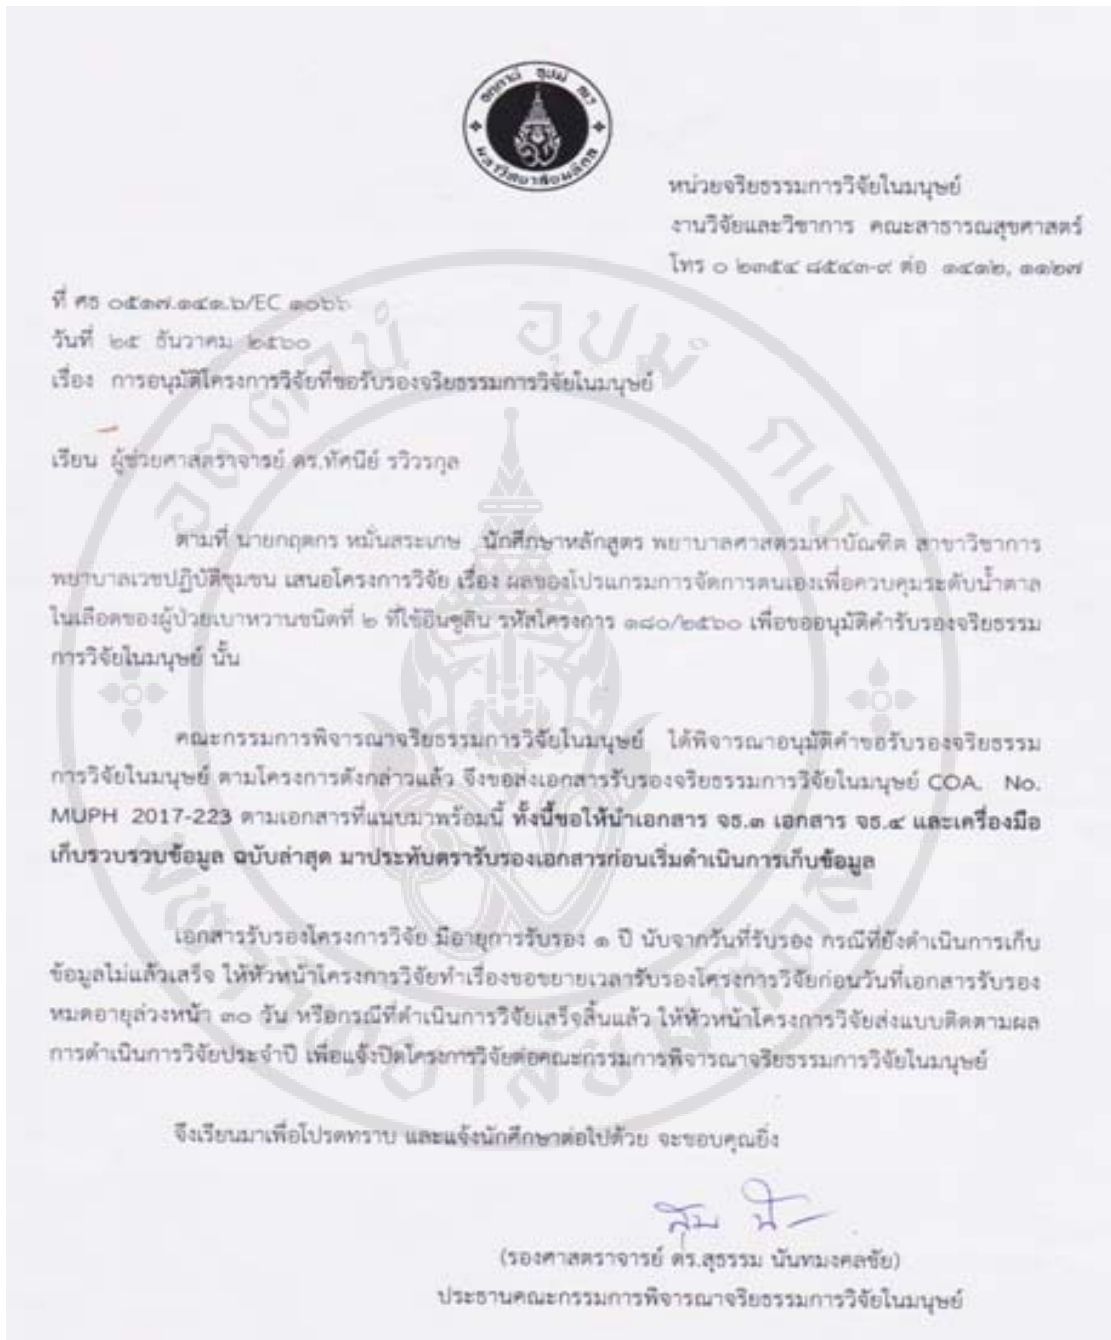 อตฺตานํ อุปมํ กเร
มหาวิทยาลัยมหิดล
หน่วยจริยธรรมการวิจัยในมนุษย์
งานวิจัยและวิชาการ คณะสาธารณสุขศาสตร์
โทร ๐ ๒๓๕๔ ๘๕๔๓-๙ ต่อ ๑๔๑๒, ๑๑๒๗
ที่ ศธ ๐๕๑๗.๑๔๑.๖/EC ๑๐๖๖
วันที่ ๒๕ ธันวาคม ๒๕๖๐
เรื่อง การอนุมัติโครงการวิจัยที่ขอรับรองจริยธรรมการวิจัยในมนุษย์
เรียน ผู้ช่วยศาสตราจารย์ ดร.ทัศนีย์ รวิวรกุล
ตามที่ นายกฤตกร หมั่นสระเกษ นักศึกษาหลักสูตร พยาบาลศาสตรมหาบัณฑิต สาขาวิชาการ
พยาบาลเวชปฏิบัติชุมชน เสนอโครงการวิจัย เรื่อง ผลของโปรแกรมการจัดการตนเองเพื่อควบคุมระดับน้ำตาล
ในเลือดของผู้ป่วยเบาหวานชนิดที่ ๒ ที่ใช้อินซูลิน รหัสโครงการ ๑๘๐/๒๕๖๐ เพื่อขออนุมัติคำรับรองจริยธรรม
การวิจัยในมนุษย์ นั้น
คณะกรรมการพิจารณาจริยธรรมการวิจัยในมนุษย์ ได้พิจารณาอนุมัติคำขอรับรองจริยธรรม
การวิจัยในมนุษย์ ตามโครงการดังกล่าวแล้ว จึงขอส่งเอกสารรับรองจริยธรรมการวิจัยในมนุษย์ COA. No.
MUPH 2017-223 ตามเอกสารที่แนบมาพร้อมนี้ ทั้งนี้ขอให้นำเอกสาร จธ.๓ เอกสาร จธ.๔ และเครื่องมือ
เก็บรวบรวบข้อมูล ฉบับล่าสุด มาประทับตรารับรองเอกสารก่อนเริ่มดำเนินการเก็บข้อมูล
เอกสารรับรองโครงการวิจัย มีอายุการรับรอง ๑ ปี นับจากวันที่รับรอง กรณีที่ยังดำเนินการเก็บ
ข้อมูลไม่แล้วเสร็จ ให้หัวหน้าโครงการวิจัยทำเรื่องขอขยายเวลารับรองโครงการวิจัยก่อนวันที่เอกสารรับรอง
หมดอายุล่วงหน้า ๓๐ วัน หรือกรณีที่ดำเนินการวิจัยเสร็จสิ้นแล้ว ให้หัวหน้าโครงการวิจัยส่งแบบติดตามผล
การดำเนินการวิจัยประจำปี เพื่อแจ้งปิดโครงการวิจัยต่อคณะกรรมการพิจารณาจริยธรรมการวิจัยในมนุษย์
จึงเรียนมาเพื่อโปรดทราบ และแจ้งนักศึกษาต่อไปด้วย จะขอบคุณยิ่ง
(รองศาสตราจารย์ ดร.สุธรรม นันทมงคลชัย)
ประธานคณะกรรมการพิจารณาจริยธรรมการวิจัยในมนุษย์
อตฺตานํ อุปมํ กเร
มหาวิทยาลัยมหิดล